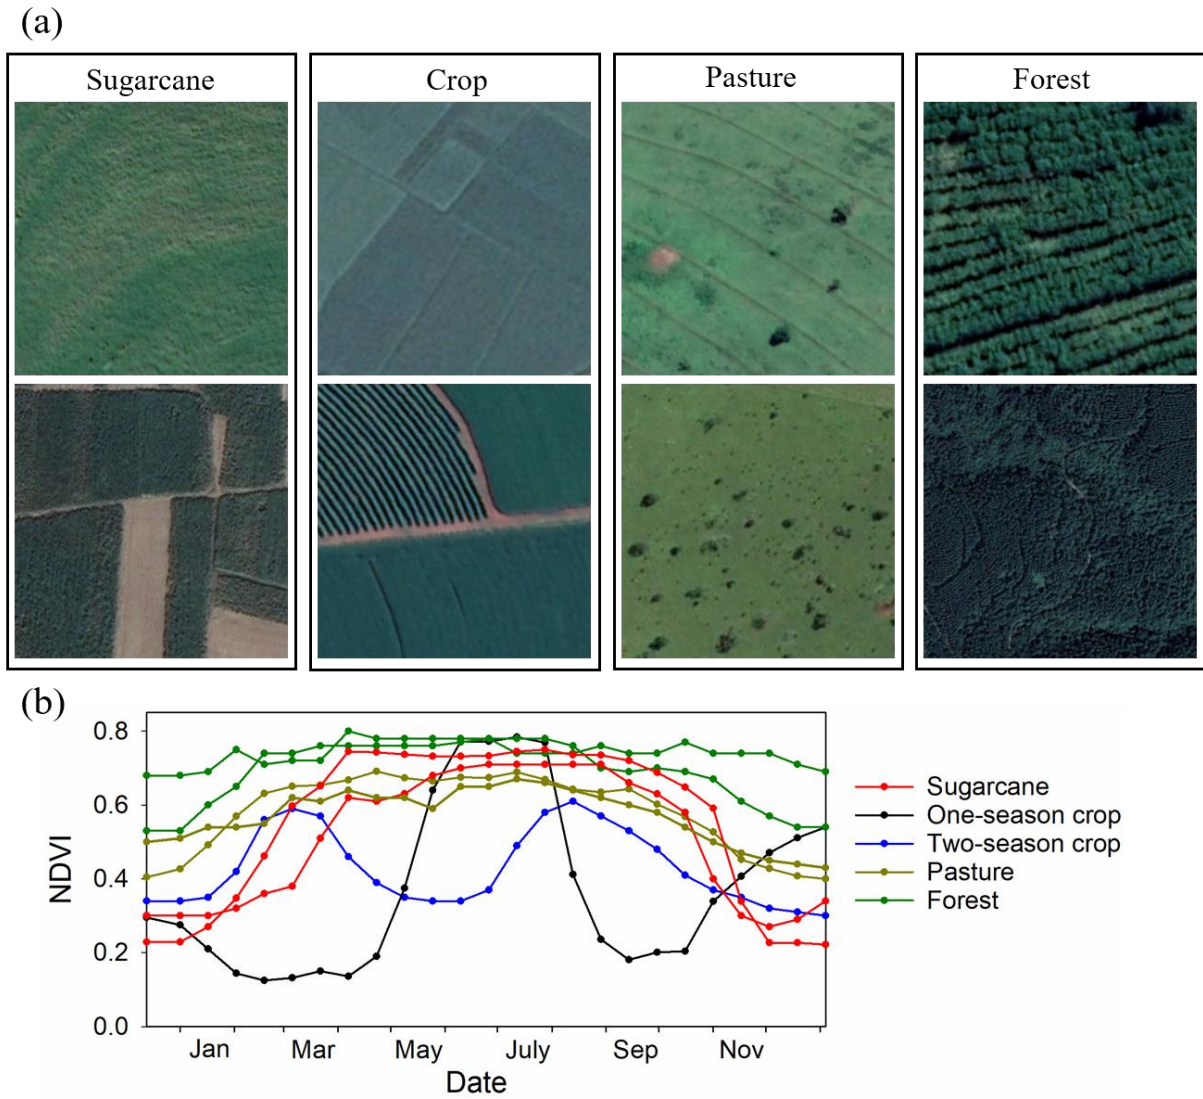 (a)
Sugarcane
Crop
Pasture
Forest
(b)
0.8
0.6
0.4
0.2
0.0
NDVI
Jan Mar May July Sep Nov
Date
Sugarcane
One-season crop
Two-season crop
Pasture
Forest